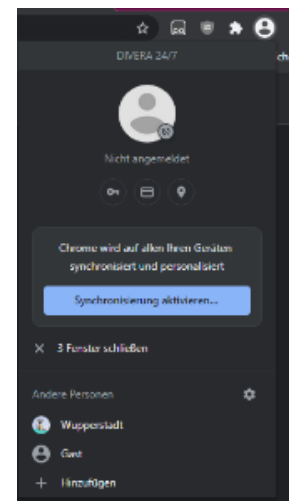 DIVERA 24/7
ch
Nicht angemeldet
Chrome wird auf allen Ihren Geräten
synchronisiert und personalisiert
Synchronisierung aktivieren...
3 Fenster schließen
Andere Personen
Wupperstadt
Gast
Hinzufügen